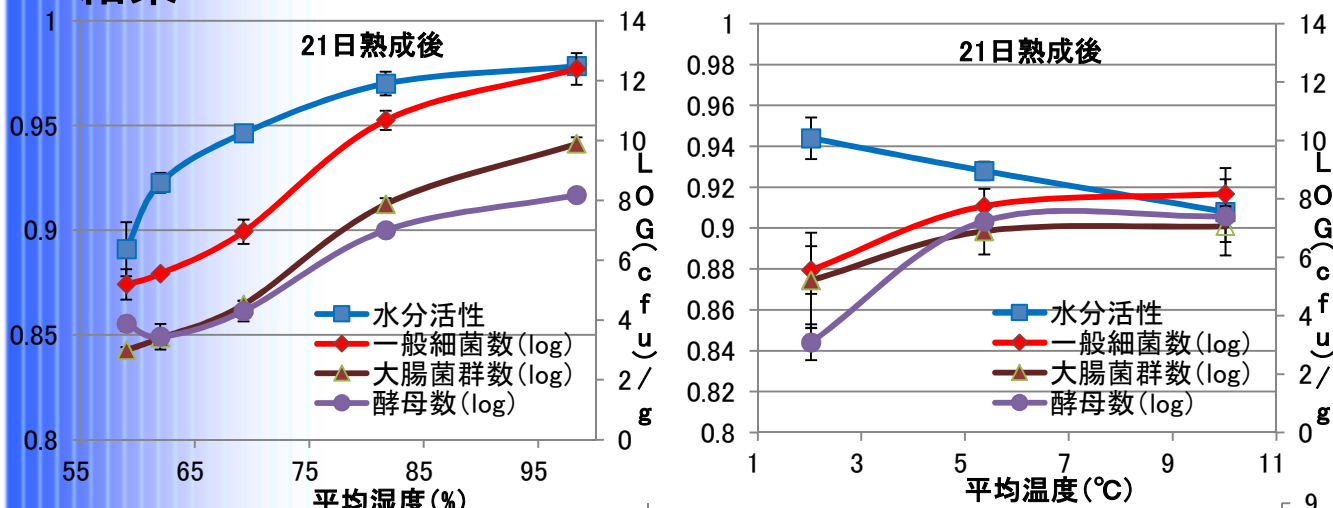 結果
21日熟成後
1
0.95
0.9
0.85
0.8
14
12
10
8
6
4
2
0
LOG(cfu)/g
水分活性
一般細菌数(log)
大腸菌群数(log)
酵母数(log)
55 65 75 85 95
平均湿度(%)
21日熟成後
1
0.98
0.96
0.94
0.92
0.9
0.88
0.86
0.84
0.82
0.8
14
12
10
8
6
4
2
0
LOG(cfu)/g
水分活性
一般細菌数(log)
大腸菌群数(log)
酵母数(log)
1 3 5 7 9 11
平均温度(℃)
9